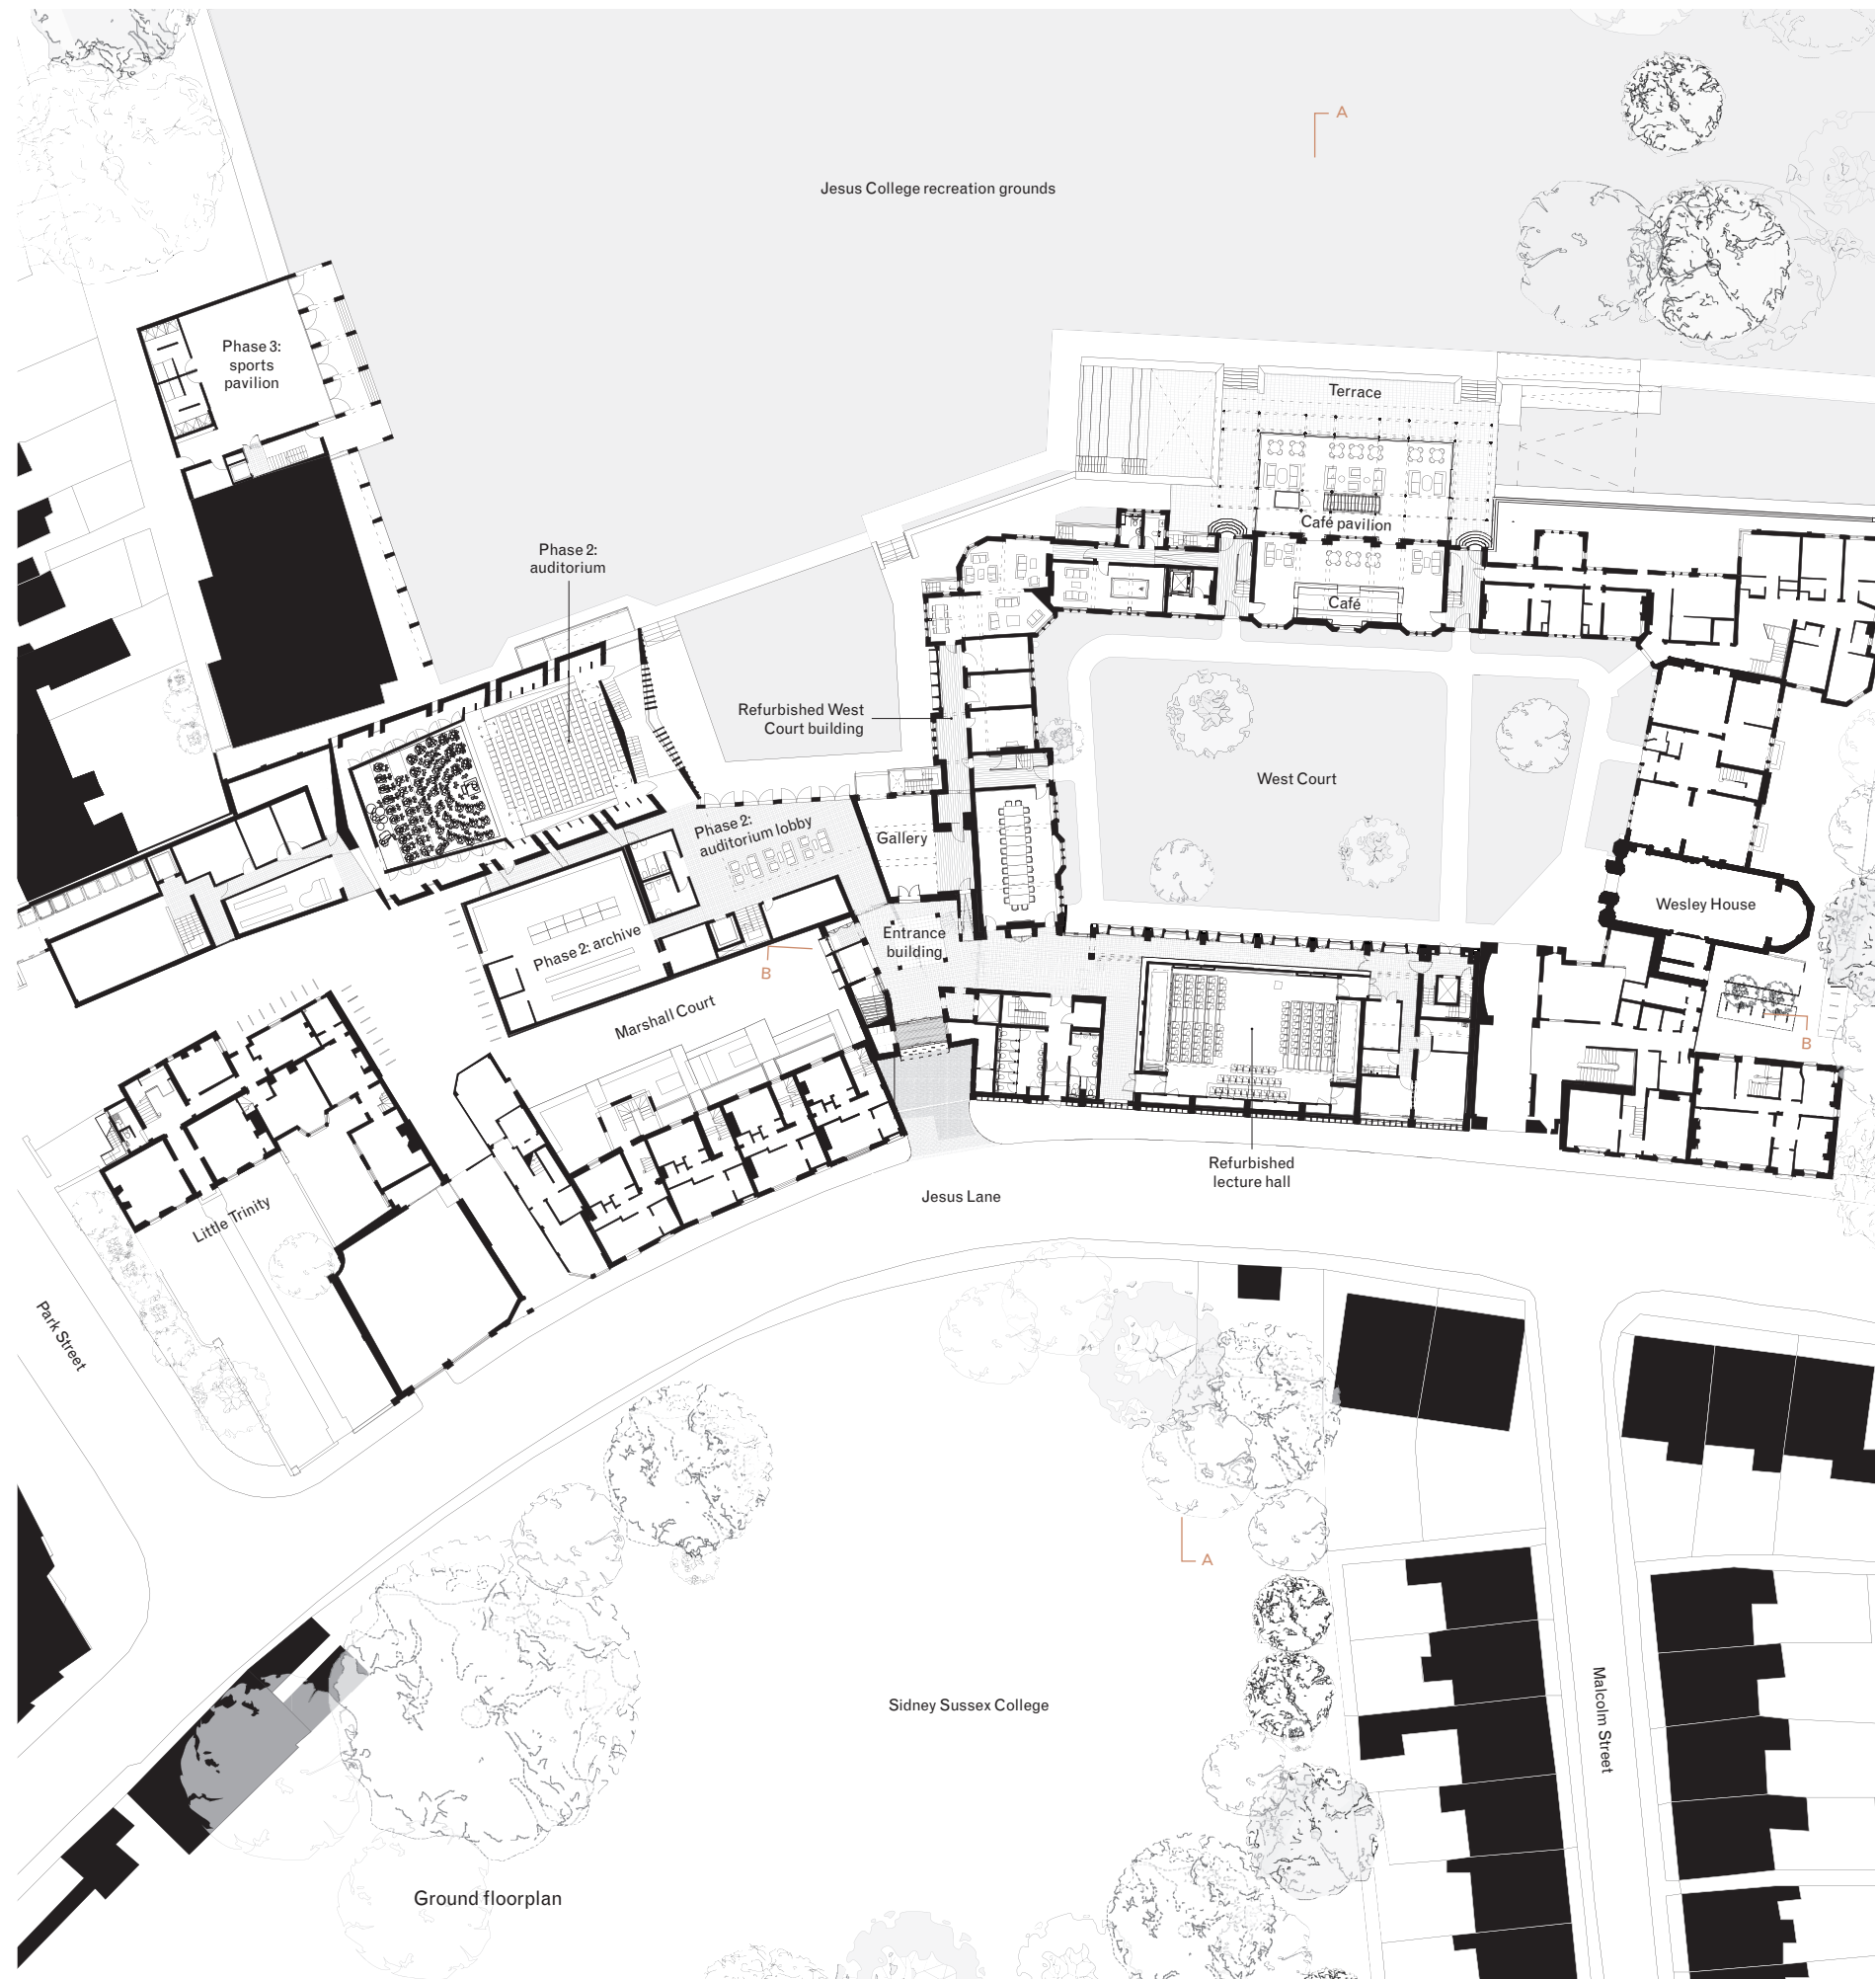 A
Jesus College recreation grounds
Phase 3:
sports
pavilion
Terrace
Café pavilion
Phase 2:
auditorium
Café
Refurbished West
Court building
West Court
Phase 2:
auditorium lobby
Gallery
Wesley House
Entrance
building
Phase 2: archive
B
Marshall Court
B
Refurbished
lecture hall
Jesus Lane
Little Trinity
Park Street
A
Sidney Sussex College
Malcolm Street
Ground floorplan